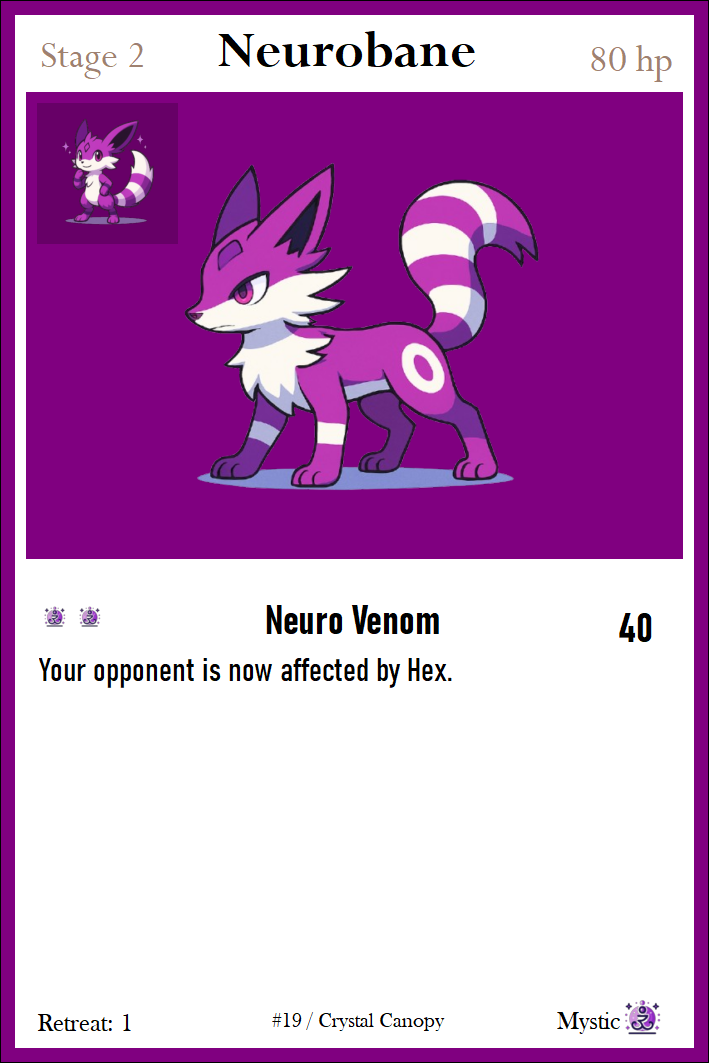 Stage 2
Neurobane
80 hp
Neuro Venom
40
Your opponent is now affected by Hex.
Retreat: 1
#19 / Crystal Canopy
Mystic